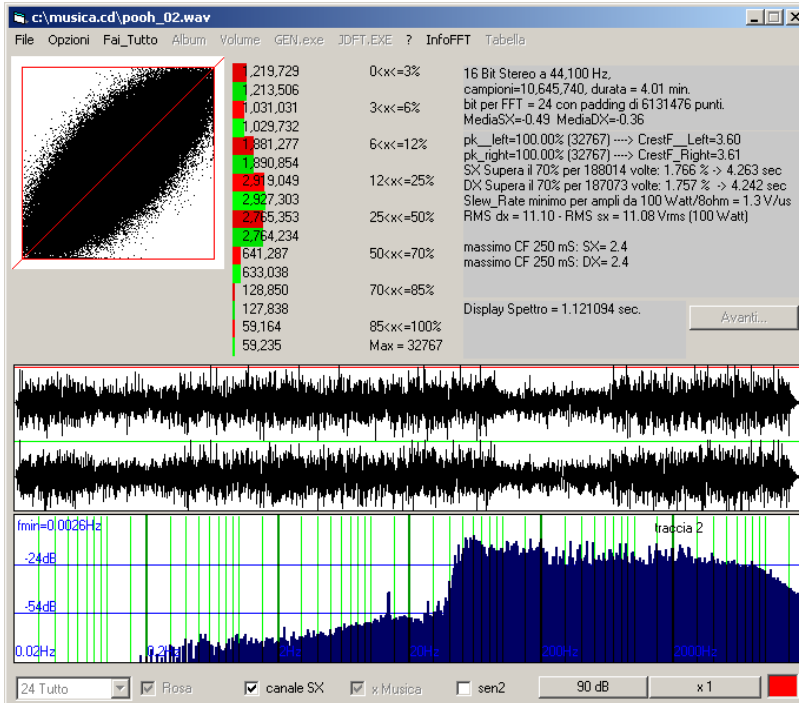 c:\musica.cd\pooh_02.wav
File Opzioni Fai_Tutto Album Volume GEN.exe JDFT.EXE ? InfoFFT Tabella
1,219,729 0<x<=3%
1,213,506
1,031,031 3<x<=6%
1,029,732
1,881,277 6<x<=12%
1,890,854
2,919,049 12<x<=25%
2,927,303
2,765,353 25<x<=50%
2,764,234
641,287 50<x<=70%
633,038
128,850 70<x<=85%
127,838
59,164 85<x<=100%
59,235 Max = 32767
16 Bit Stereo a 44,100 Hz,
campioni=10,645,740, durata = 4.01 min.
bit per FFT = 24 con padding di 6131476 punti.
MediaSX=-0.49 MediaDX=-0.36
pk__left=100.00% (32767) ----> CrestF__Left=3.60
pk_right=100.00% (32767) ----> CrestF_Right=3.61
SX Supera il 70% per 188014 volte: 1.766 % -> 4.263 sec
DX Supera il 70% per 187073 volte: 1.757 % -> 4.242 sec
Slew_Rate minimo per ampli da 100 Watt/8ohm = 1.3 V/us
RMS dx = 11.10 - RMS sx = 11.08 Vrms (100 Watt)
massimo CF 250 mS: SX= 2.4
massimo CF 250 mS: DX= 2.4
Display Spettro = 1.121094 sec.
Avanti...
fmin=0.0026Hz traccia 2
-24dB
-54dB
0.02Hz 0.2Hz 2Hz 20Hz 200Hz 2000Hz
24 Tutto Rosa canale SX x Musica sen2 90 dB x 1